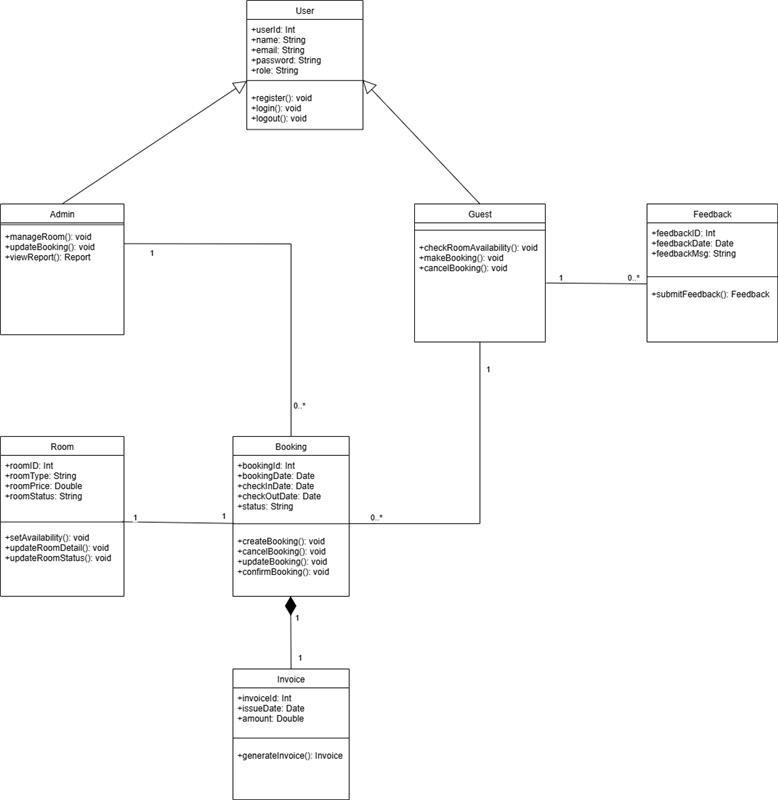 User
+userId: Int
+name: String
+email: String
+password: String
+role: String
+register(): void
+login(): void
+logout(): void
Admin
+manageRoom(): void
+updateBooking(): void
+viewReport(): Report
1
0..*
Guest
+checkRoomAvailability(): void
+makeBooking(): void
+cancelBooking(): void
1
0..*
Feedback
+feedbackID: Int
+feedbackDate: Date
+feedbackMsg: String
+submitFeedback(): Feedback
1
0..*
Room
+roomID: Int
+roomType: String
+roomPrice: Double
+roomStatus: String
+setAvailability(): void
+updateRoomDetail(): void
+updateRoomStatus(): void
1
1
Booking
+bookingId: Int
+bookingDate: Date
+checkInDate: Date
+checkOutDate: Date
+status: String
+createBooking(): void
+cancelBooking(): void
+updateBooking(): void
+confirmBooking(): void
1
1
Invoice
+invoiceId: Int
+issueDate: Date
+amount: Double
+generateInvoice(): Invoice